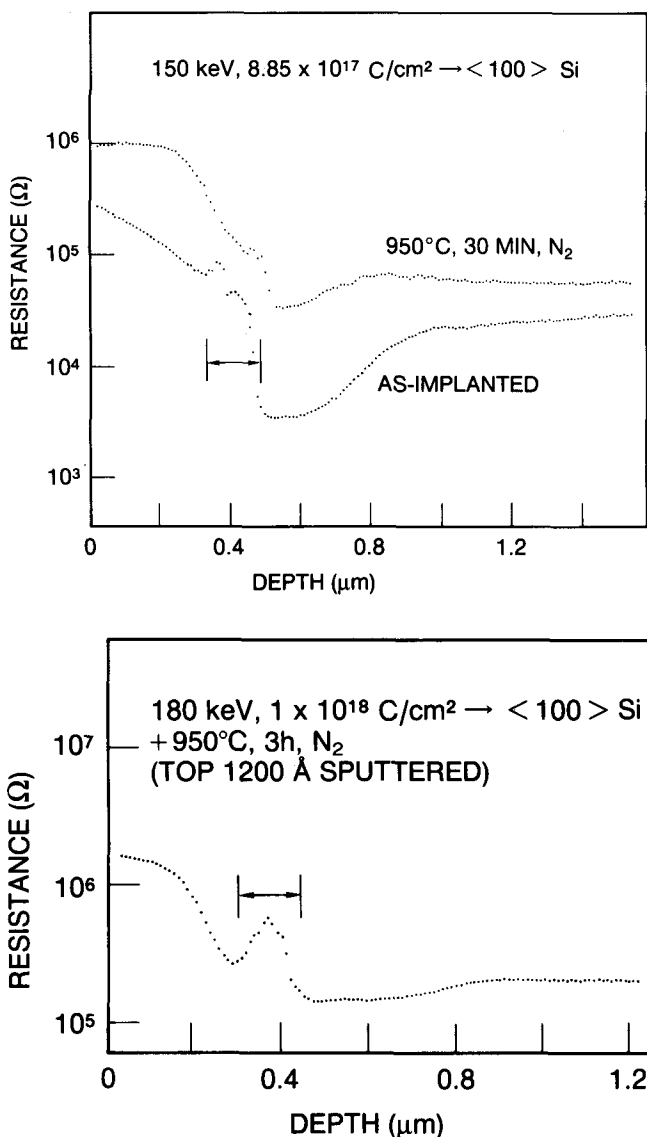 150 keV, 8.85 x 10¹⁷ C/cm² → < 100 > Si
10⁶
10⁵
10⁴
10³
RESISTANCE (Ω)
950°C, 30 MIN, N₂
AS-IMPLANTED
0 0.4 0.8 1.2
DEPTH (μm)
180 keV, 1 x 10¹⁸ C/cm² → < 100 > Si
+ 950°C, 3h, N₂
(TOP 1200 Å SPUTTERED)
10⁷
10⁶
10⁵
RESISTANCE (Ω)
0 0.4 0.8 1.2
DEPTH (μm)